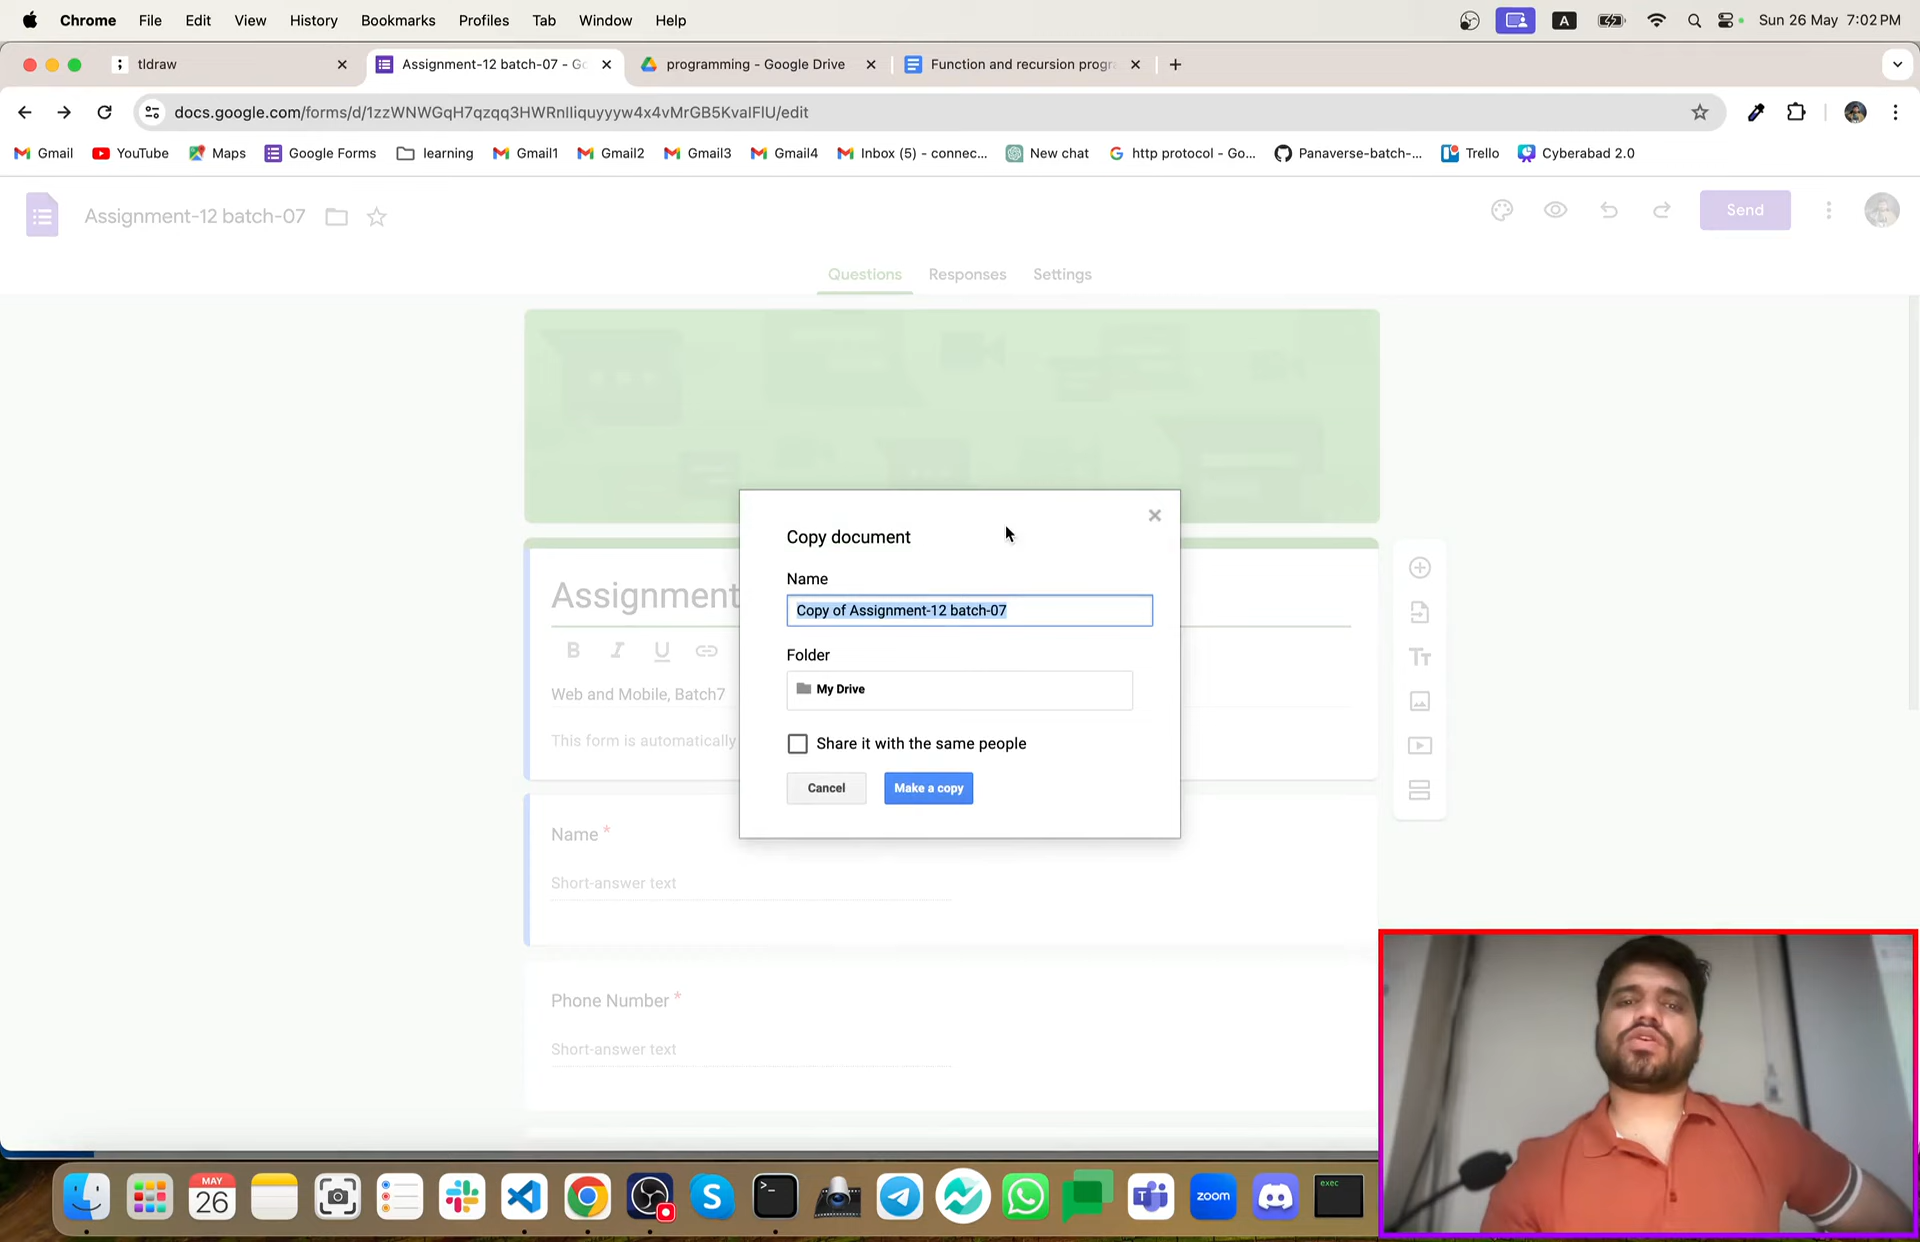 Chrome File Edit View History Bookmarks Profiles Tab Window Help A Sun 26 May 7:02 PM
tldraw Assignment-12 batch-07 - Go programming - Google Drive Function and recursion progra
docs.google.com/forms/d/1zzWNWGqH7qzqq3HWRnlIiquyyyw4x4vMrGB5KvaIFlU/edit
Gmail YouTube Maps Google Forms learning Gmail1 Gmail2 Gmail3 Gmail4 Inbox (5) - connec... New chat http protocol - Go... Panaverse-batch-... Trello Cyberabad 2.0
Assignment-12 batch-07 Send
Questions Responses Settings
Copy document
Name
Copy of Assignment-12 batch-07
Folder
My Drive
Share it with the same people
Cancel Make a copy
Assignment
B I U
Web and Mobile, Batch7
This form is automatically
Name *
Short-answer text
Phone Number *
Short-answer text
Tт
MAY
26
S
T
zoom
exec